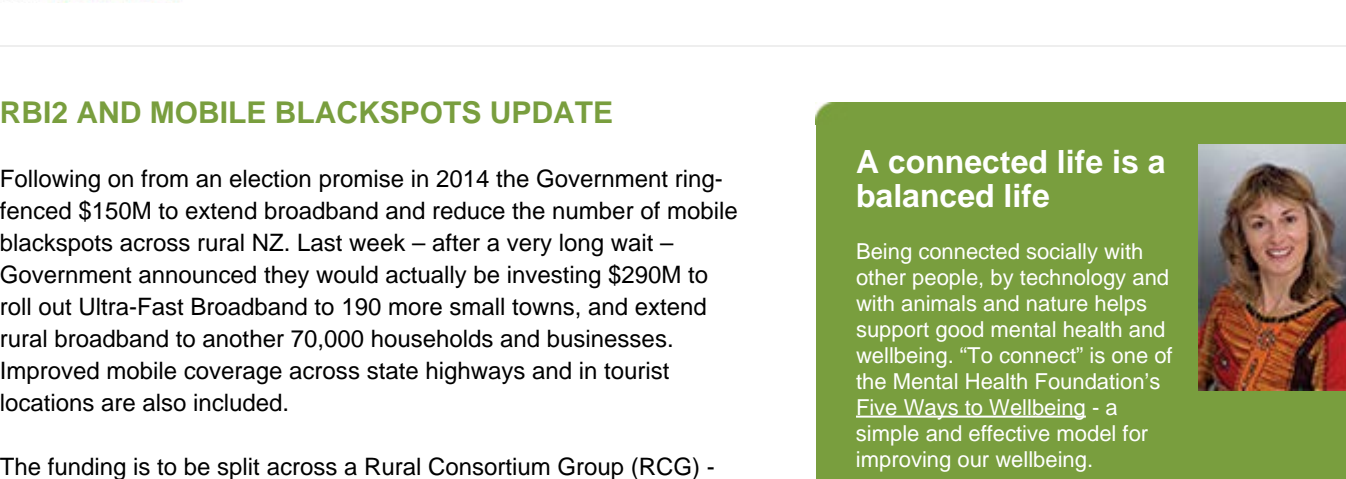 RBI2 AND MOBILE BLACKSPOTS UPDATE
Following on from an election promise in 2014 the Government ring-
fenced $150M to extend broadband and reduce the number of mobile
blackspots across rural NZ. Last week – after a very long wait –
Government announced they would actually be investing $290M to
roll out Ultra-Fast Broadband to 190 more small towns, and extend
rural broadband to another 70,000 households and businesses.
Improved mobile coverage across state highways and in tourist
locations are also included.
The funding is to be split across a Rural Consortium Group (RCG) -
A connected life is a
balanced life
Being connected socially with
other people, by technology and
with animals and nature helps
support good mental health and
wellbeing. “To connect” is one of
the Mental Health Foundation’s
Five Ways to Wellbeing - a
simple and effective model for
improving our wellbeing.